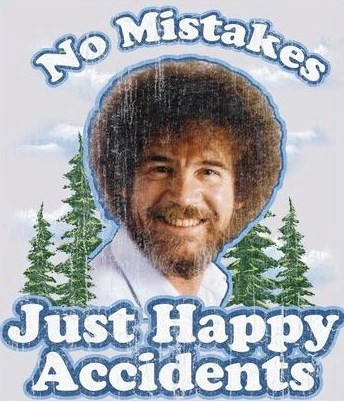 No Mistakes
Just Happy
Accidents